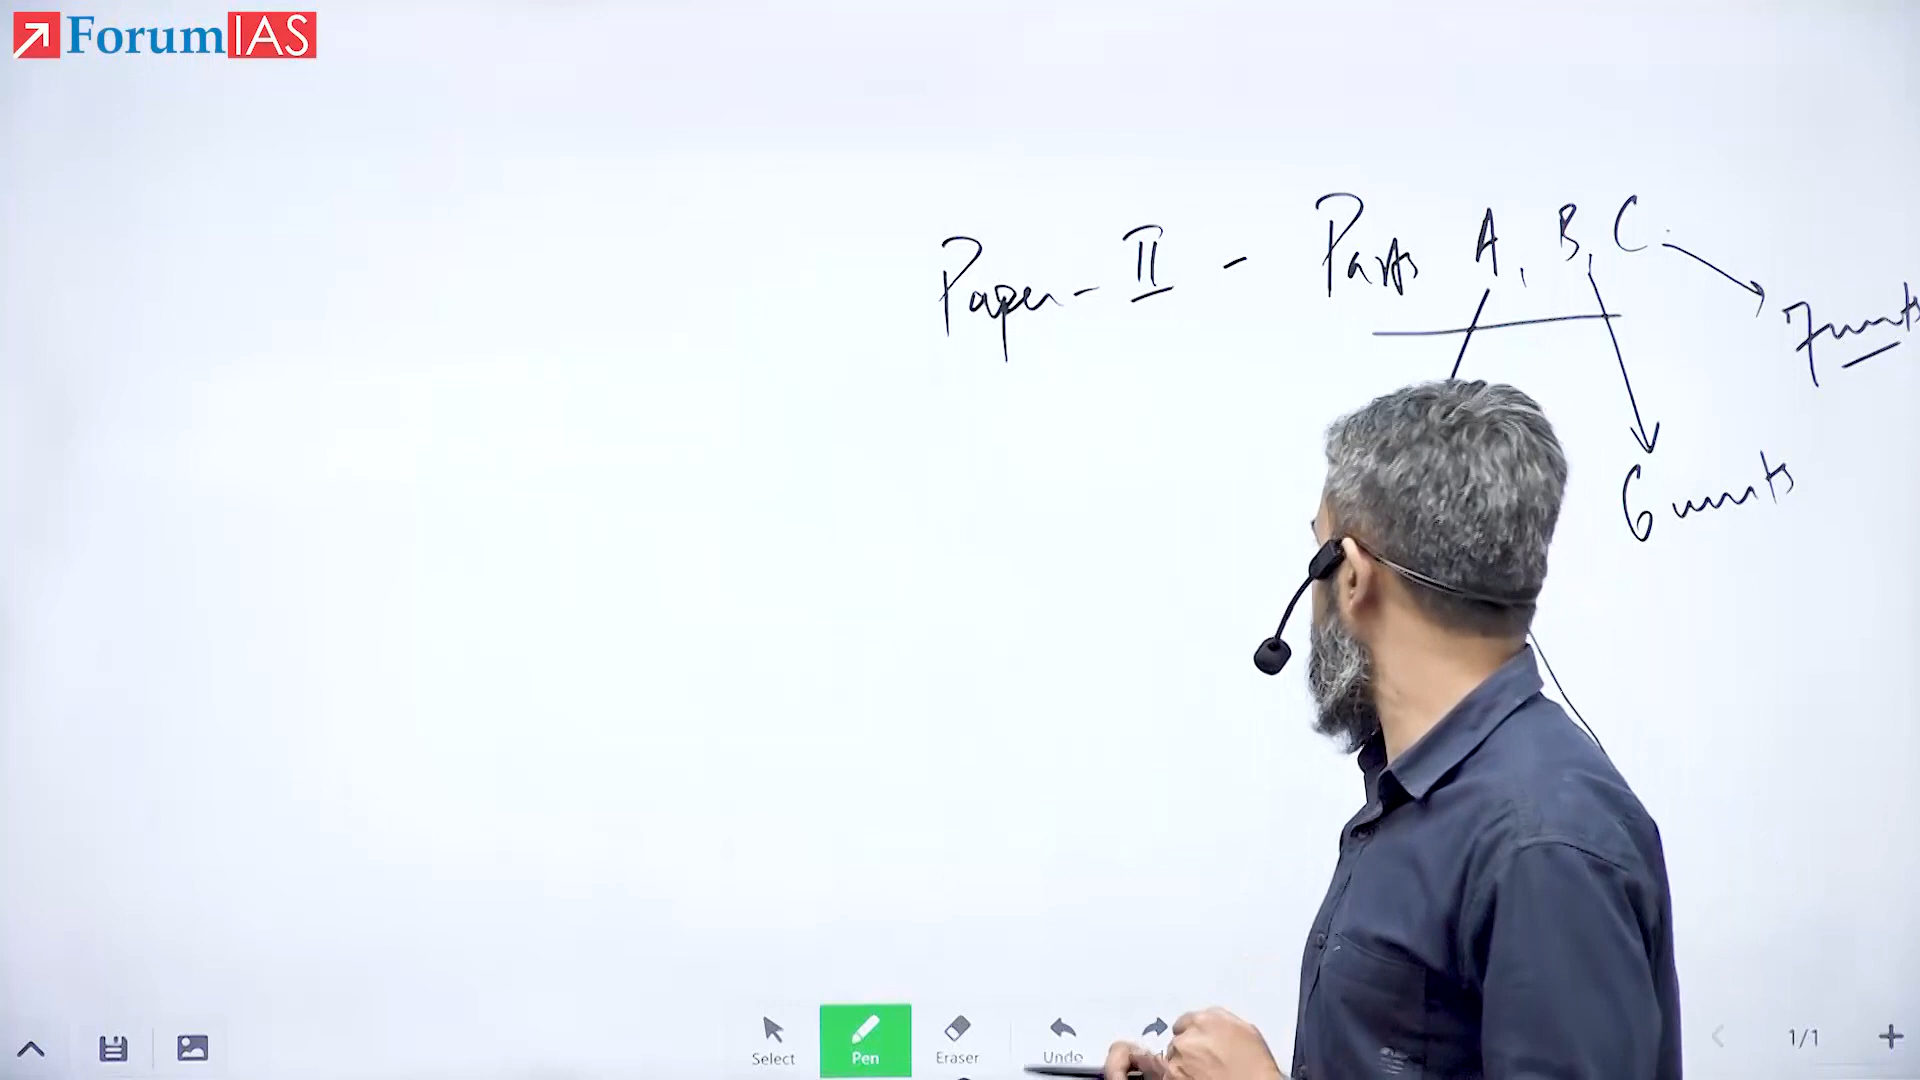 ForumIAS
Paper - II - Parts A, B, C.
7 units
6 units
Select
Pen
Eraser
Undo
1/1